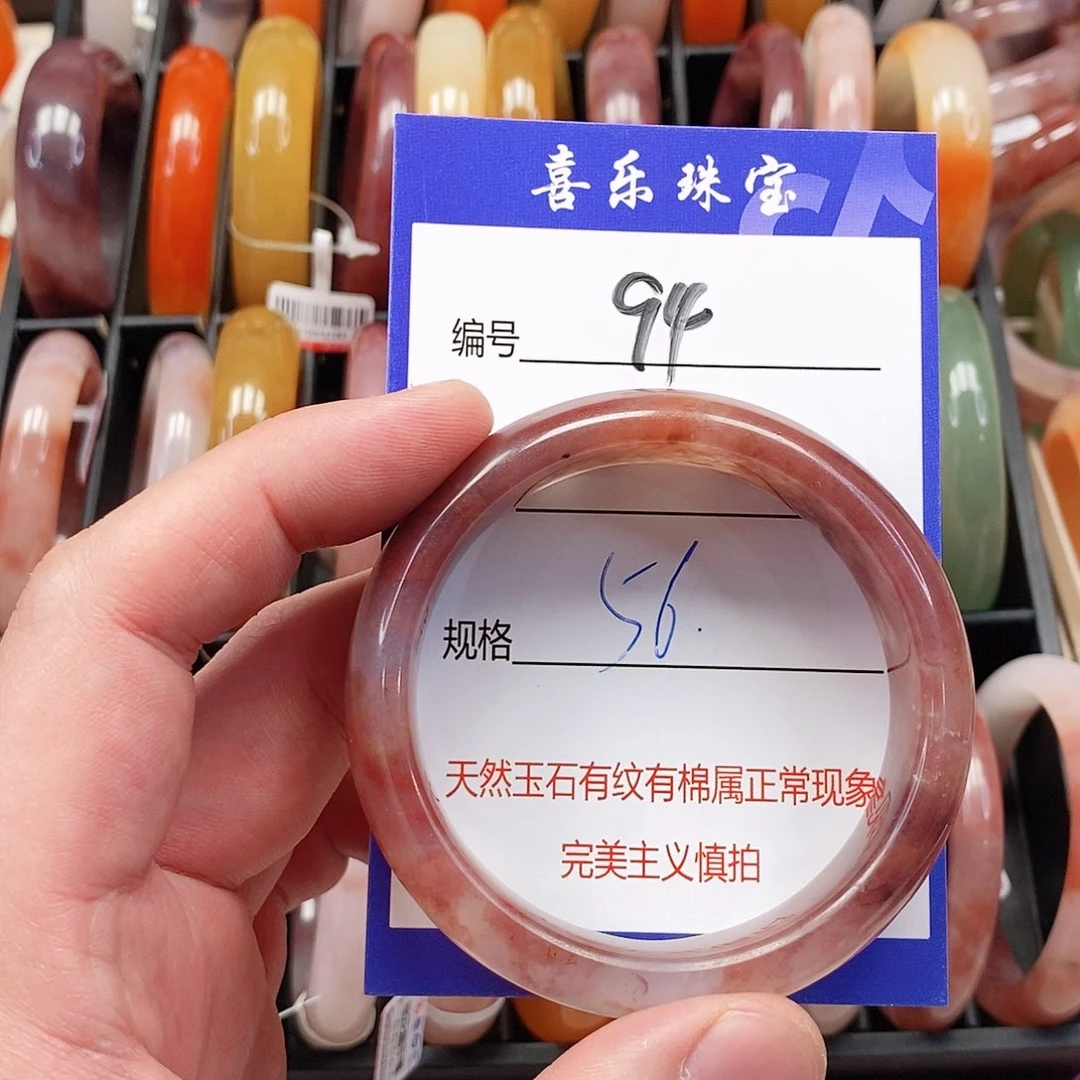 喜乐珠宝
编号 94
规格 56.
天然玉石有纹有棉属正常现象
完美主义慎拍